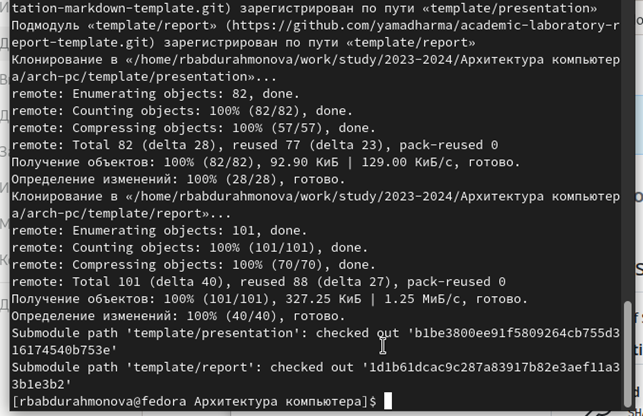 tation-markdown-template.git) зарегистрирован по пути «template/presentation»
Подмодуль «template/report» (https://github.com/yamadharma/academic-laboratory-r
eport-template.git) зарегистрирован по пути «template/report»
Клонирование в «/home/rbabdurahmonova/work/study/2023-2024/Архитектура компьютер
а/arch-pc/template/presentation»...
remote: Enumerating objects: 82, done.
remote: Counting objects: 100% (82/82), done.
remote: Compressing objects: 100% (57/57), done.
remote: Total 82 (delta 28), reused 77 (delta 23), pack-reused 0
Получение объектов: 100% (82/82), 92.90 КиБ | 129.00 КиБ/с, готово.
Определение изменений: 100% (28/28), готово.
Клонирование в «/home/rbabdurahmonova/work/study/2023-2024/Архитектура компьютер
а/arch-pc/template/report»...
remote: Enumerating objects: 101, done.
remote: Counting objects: 100% (101/101), done.
remote: Compressing objects: 100% (70/70), done.
remote: Total 101 (delta 40), reused 88 (delta 27), pack-reused 0
Получение объектов: 100% (101/101), 327.25 КиБ | 1.25 МиБ/с, готово.
Определение изменений: 100% (40/40), готово.
Submodule path 'template/presentation': checked out 'b1be3800ee91f5809264cb755d3
16174540b753e'
Submodule path 'template/report': checked out '1d1b61dcac9c287a83917b82e3aef11a3
3b1e3b2'
[rbabdurahmonova@fedora Архитектура компьютера]$